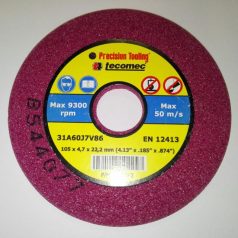 Precision Tooling
tecomec
Max 9300
rpm
Max
50 m/s
31A60J7V86
EN 12413
105 x 4,7 x 22,2 mm (4.13" x .185" x .874")